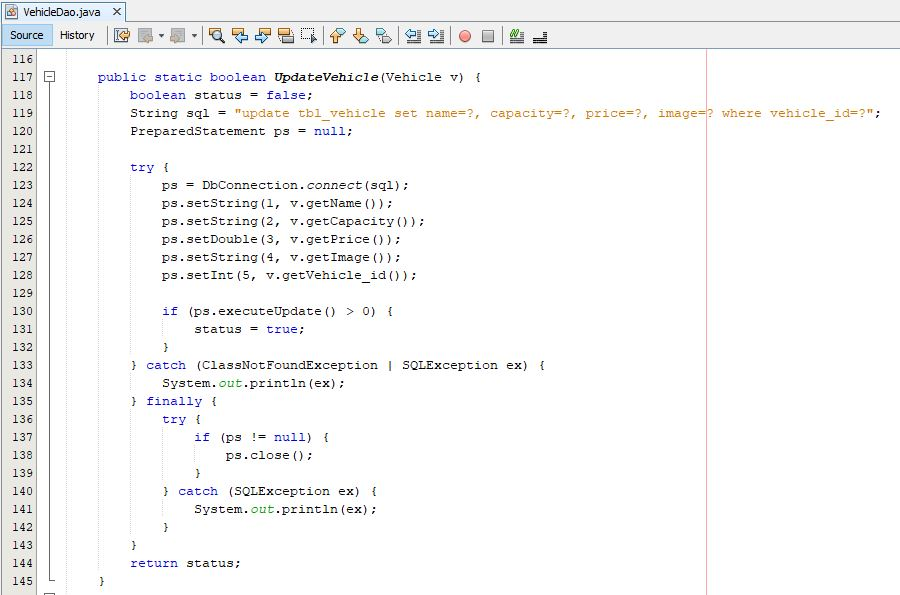 VehicleDao.java
Source History
116
117 public static boolean UpdateVehicle(Vehicle v) {
118 boolean status = false;
119 String sql = "update tbl_vehicle set name=?, capacity=?, price=?, image=? where vehicle_id=?";
120 PreparedStatement ps = null;
121
122 try {
123 ps = DbConnection.connect(sql);
124 ps.setString(1, v.getName());
125 ps.setString(2, v.getCapacity());
126 ps.setDouble(3, v.getPrice());
127 ps.setString(4, v.getImage());
128 ps.setInt(5, v.getVehicle_id());
129
130 if (ps.executeUpdate() > 0) {
131 status = true;
132 }
133 } catch (ClassNotFoundException | SQLException ex) {
134 System.out.println(ex);
135 } finally {
136 try {
137 if (ps != null) {
138 ps.close();
139 }
140 } catch (SQLException ex) {
141 System.out.println(ex);
142 }
143 }
144 return status;
145 }